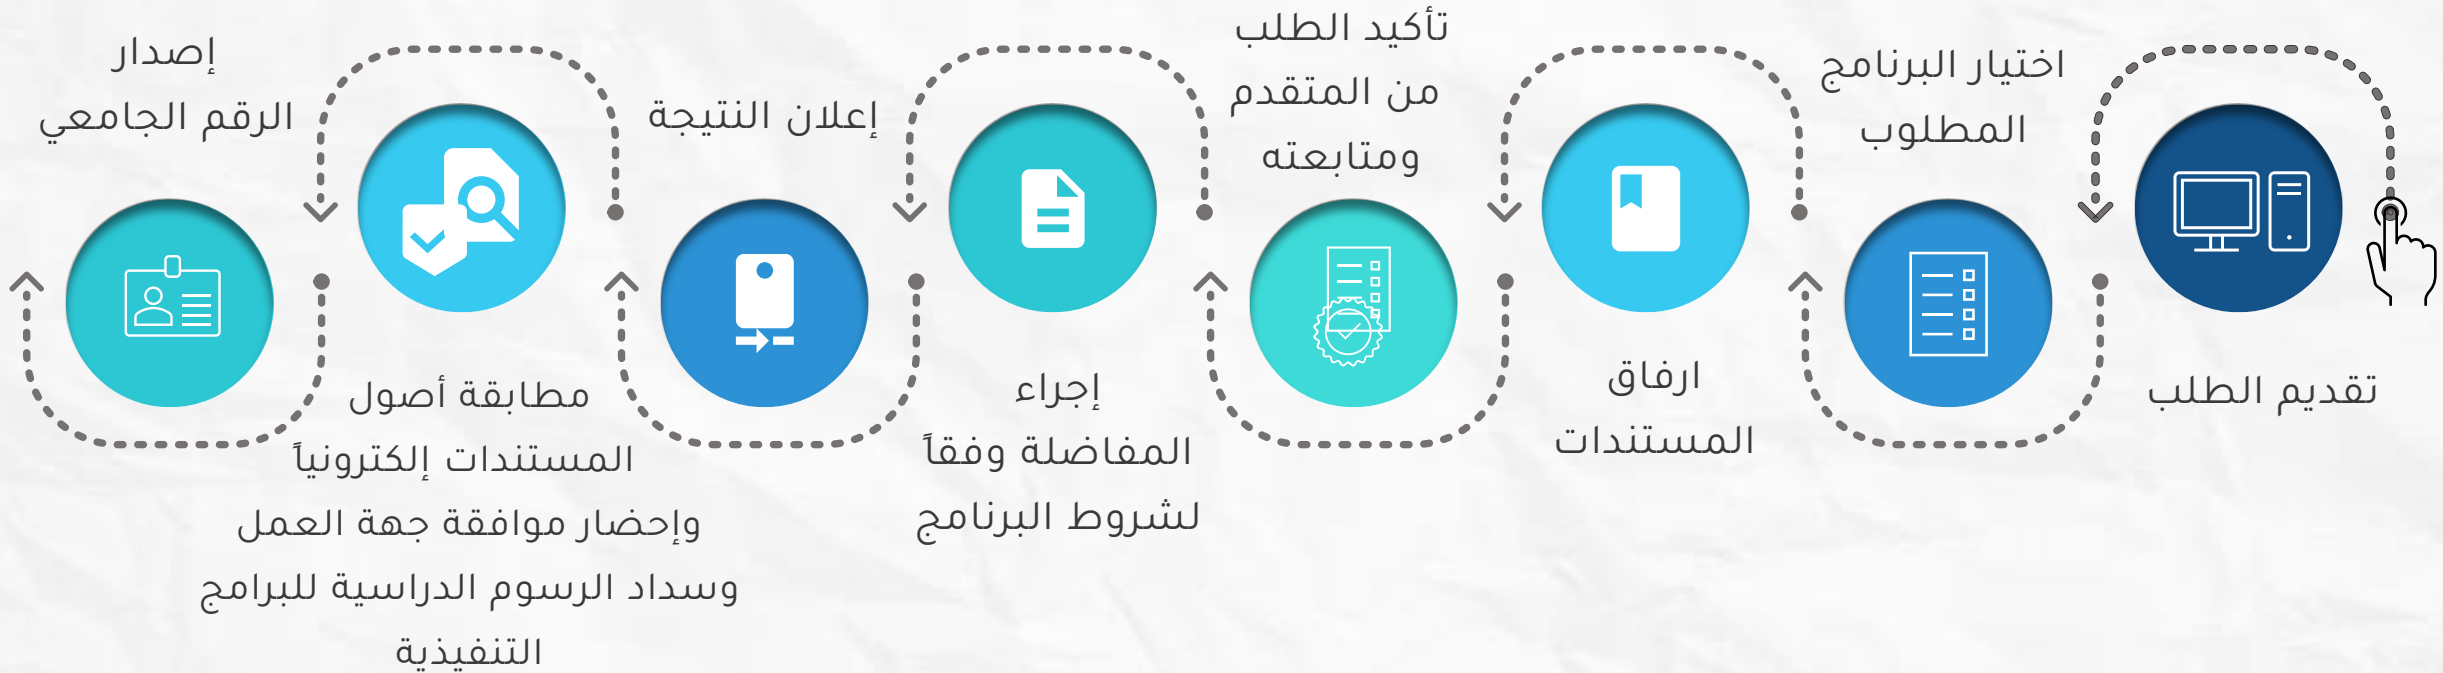 تقديم الطلب
اختيار البرنامج
المطلوب
ارفاق
المستندات
تأكيد الطلب
من المتقدم
ومتابعته
إجراء
المفاضلة وفقاً
لشروط البرنامج
إعلان النتيجة
مطابقة أصول
المستندات إلكترونياً
وإحضار موافقة جهة العمل
وسداد الرسوم الدراسية للبرامج
التنفيذية
إصدار
الرقم الجامعي